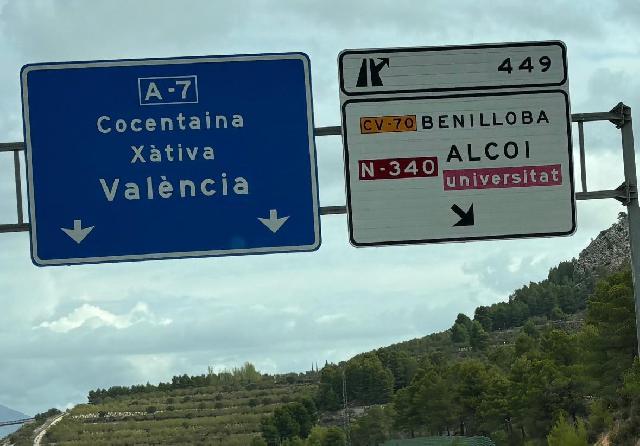 A-7
Cocentaina
Xàtiva
València
449
CV-70 BENILLOBA
ALCOI
N-340
universitat